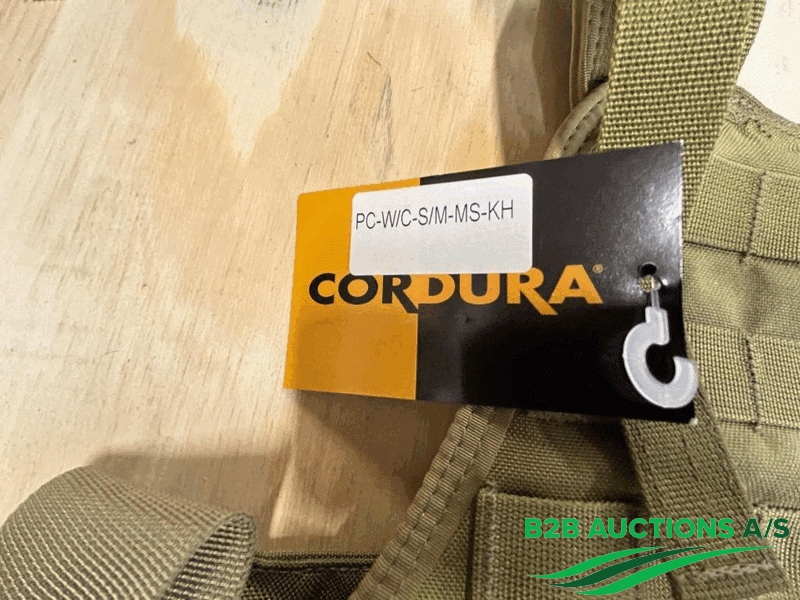 PC-W/C-S/M-MS-KH
CORDURA®
B2B AUCTIONS A/S